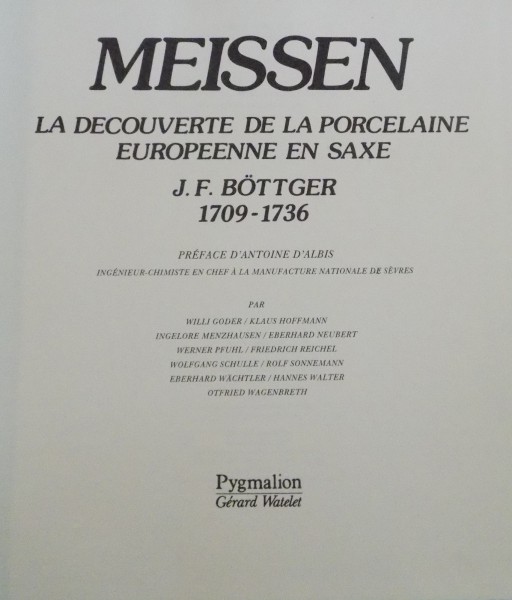 MEISSEN
LA DECOUVERTE DE LA PORCELAINE
EUROPEENNE EN SAXE
J. F. BÖTTGER
1709-1736
PRÉFACE D'ANTOINE D'ALBIS
INGÉNIEUR-CHIMISTE EN CHEF À LA MANUFACTURE NATIONALE DE SÈVRES
PAR
WILLI GODER / KLAUS HOFFMANN
INGELORE MENZHAUSEN / EBERHARD NEUBERT
WERNER PFUHL / FRIEDRICH REICHEL
WOLFGANG SCHULLE / ROLF SONNEMANN
EBERHARD WÄCHTLER / HANNES WALTER
OTFRIED WAGENBRETH
Pygmalion
Gérard Watelet